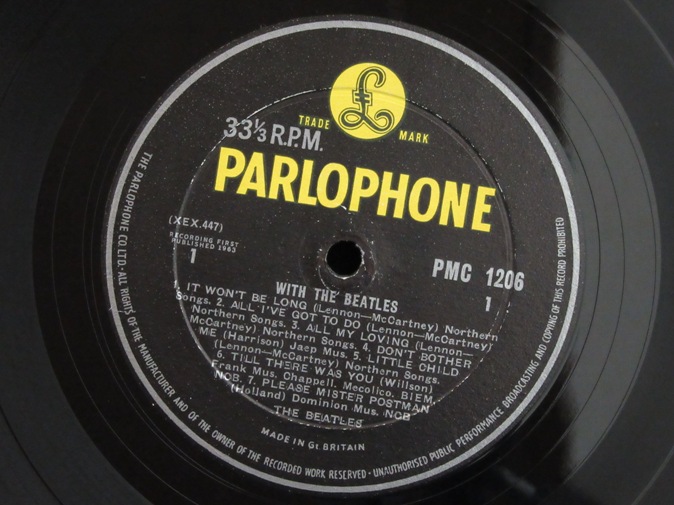 £
TRADE MARK
33⅓ R.P.M.
PARLOPHONE
(XEX.447)
RECORDING FIRST
PUBLISHED 1963
1
PMC 1206
1
WITH THE BEATLES
1. IT WON'T BE LONG (Lennon—McCartney) Northern
Songs. 2. ALL I'VE GOT TO DO (Lennon—McCartney)
Northern Songs. 3. ALL MY LOVING (Lennon—
McCartney) Northern Songs. 4. DON'T BOTHER
ME (Harrison) Jaep Mus. 5. LITTLE CHILD
(Lennon—McCartney) Northern Songs.
6. TILL THERE WAS YOU (Willson)
Frank Mus. Chappell. Mecolico. BIEM.
NCB. 7. PLEASE MISTER POSTMAN
(Holland) Dominion Mus. NCB
THE BEATLES
MADE IN Gt. BRITAIN
THE PARLOPHONE CO. LTD.·ALL RIGHTS OF THE MANUFACTURER AND OF THE OWNER OF THE RECORDED WORK RESERVED·UNAUTHORISED PUBLIC PERFORMANCE BROADCASTING AND COPYING OF THIS RECORD PROHIBITED